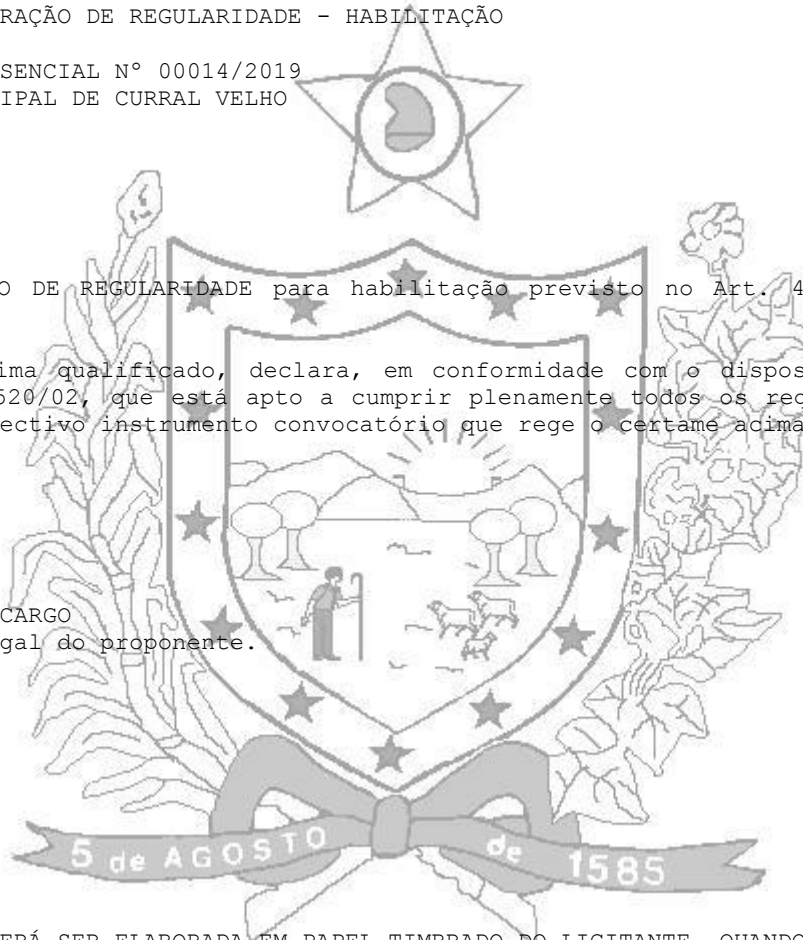 RAÇÃO DE REGULARIDADE - HABILITAÇÃO
SENCIAL Nº 00014/2019
IPAL DE CURRAL VELHO
O DE REGULARIDADE para habilitação previsto no Art. 4
ima qualificado, declara, em conformidade com o dispos
520/02, que está apto a cumprir plenamente todos os req
ectivo instrumento convocatório que rege o certame acima
CARGO
gal do proponente.
5 de AGOSTO de 1585
ERÁ SER ELABORADA EM PAPEL TIMBRADO DO LICITANTE, QUANDO